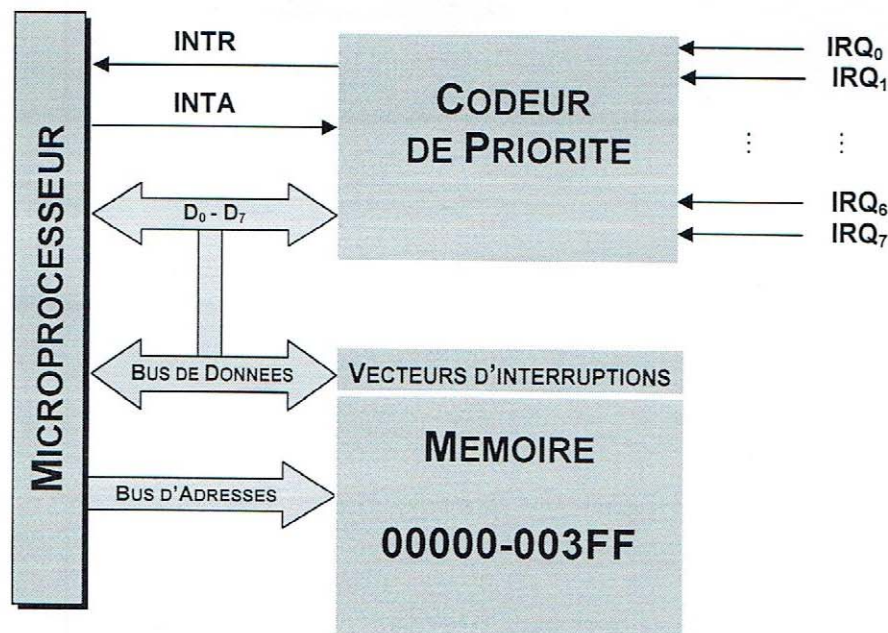 MICROPROCESSEUR
INTR
INTA
D₀ - D₇
BUS DE DONNEES
BUS D'ADRESSES
CODEUR
DE PRIORITE
IRQ₀
IRQ₁
IRQ₆
IRQ₇
VECTEURS D'INTERRUPTIONS
MEMOIRE
00000-003FF